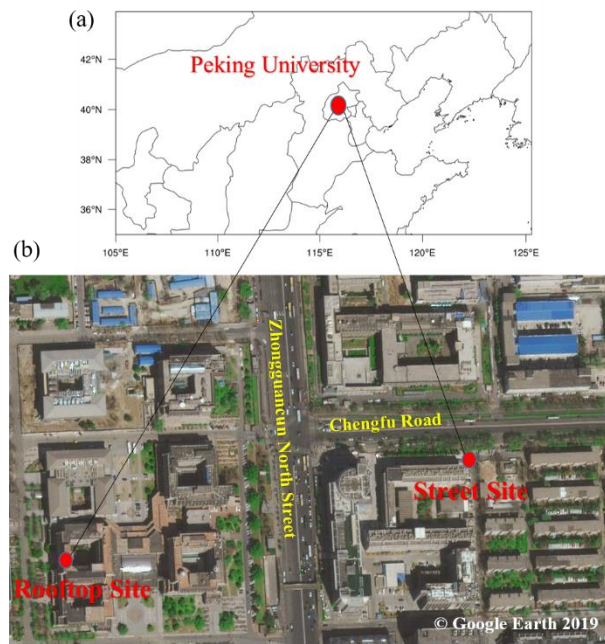 (a)
42°N
Peking University
40°N
38°N
36°N
105°E
110°E
115°E
120°E
125°E
(b)
Zhongguancun North Street
Chengfu Road
Street Site
Rooftop Site
© Google Earth 2019